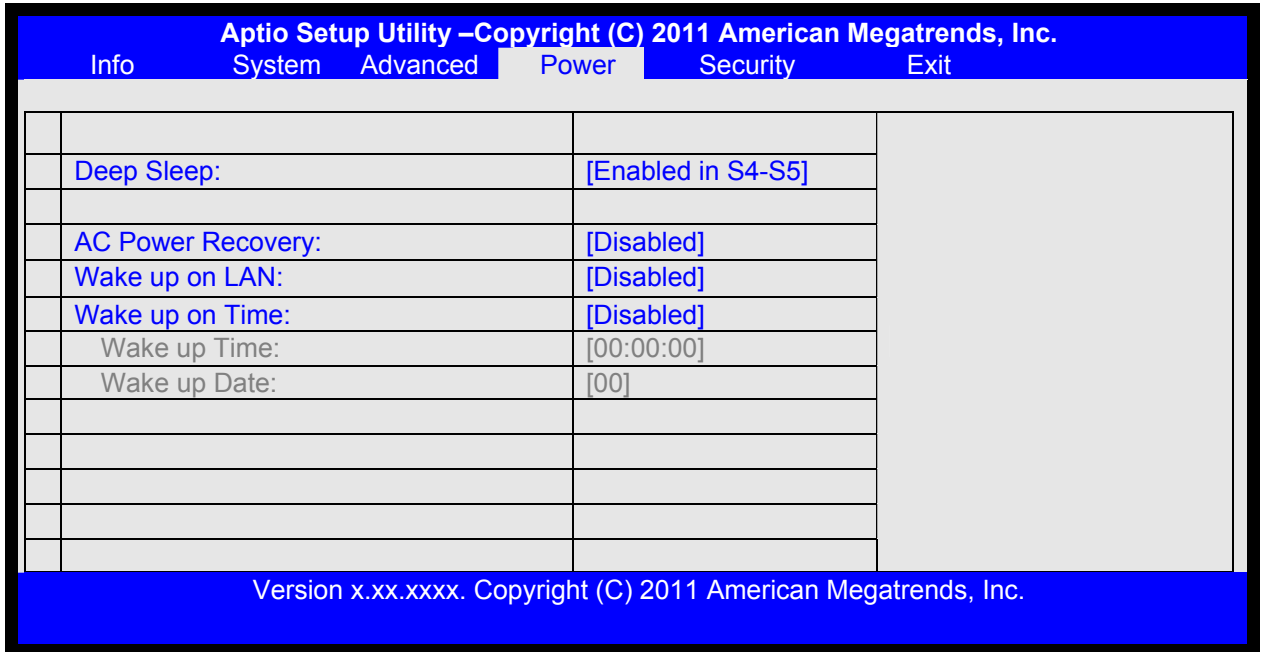 Aptio Setup Utility –Copyright (C) 2011 American Megatrends, Inc.
Info System Advanced Power Security Exit
Deep Sleep: [Enabled in S4-S5]
AC Power Recovery: [Disabled]
Wake up on LAN: [Disabled]
Wake up on Time: [Disabled]
Wake up Time: [00:00:00]
Wake up Date: [00]
Version x.xx.xxxx. Copyright (C) 2011 American Megatrends, Inc.